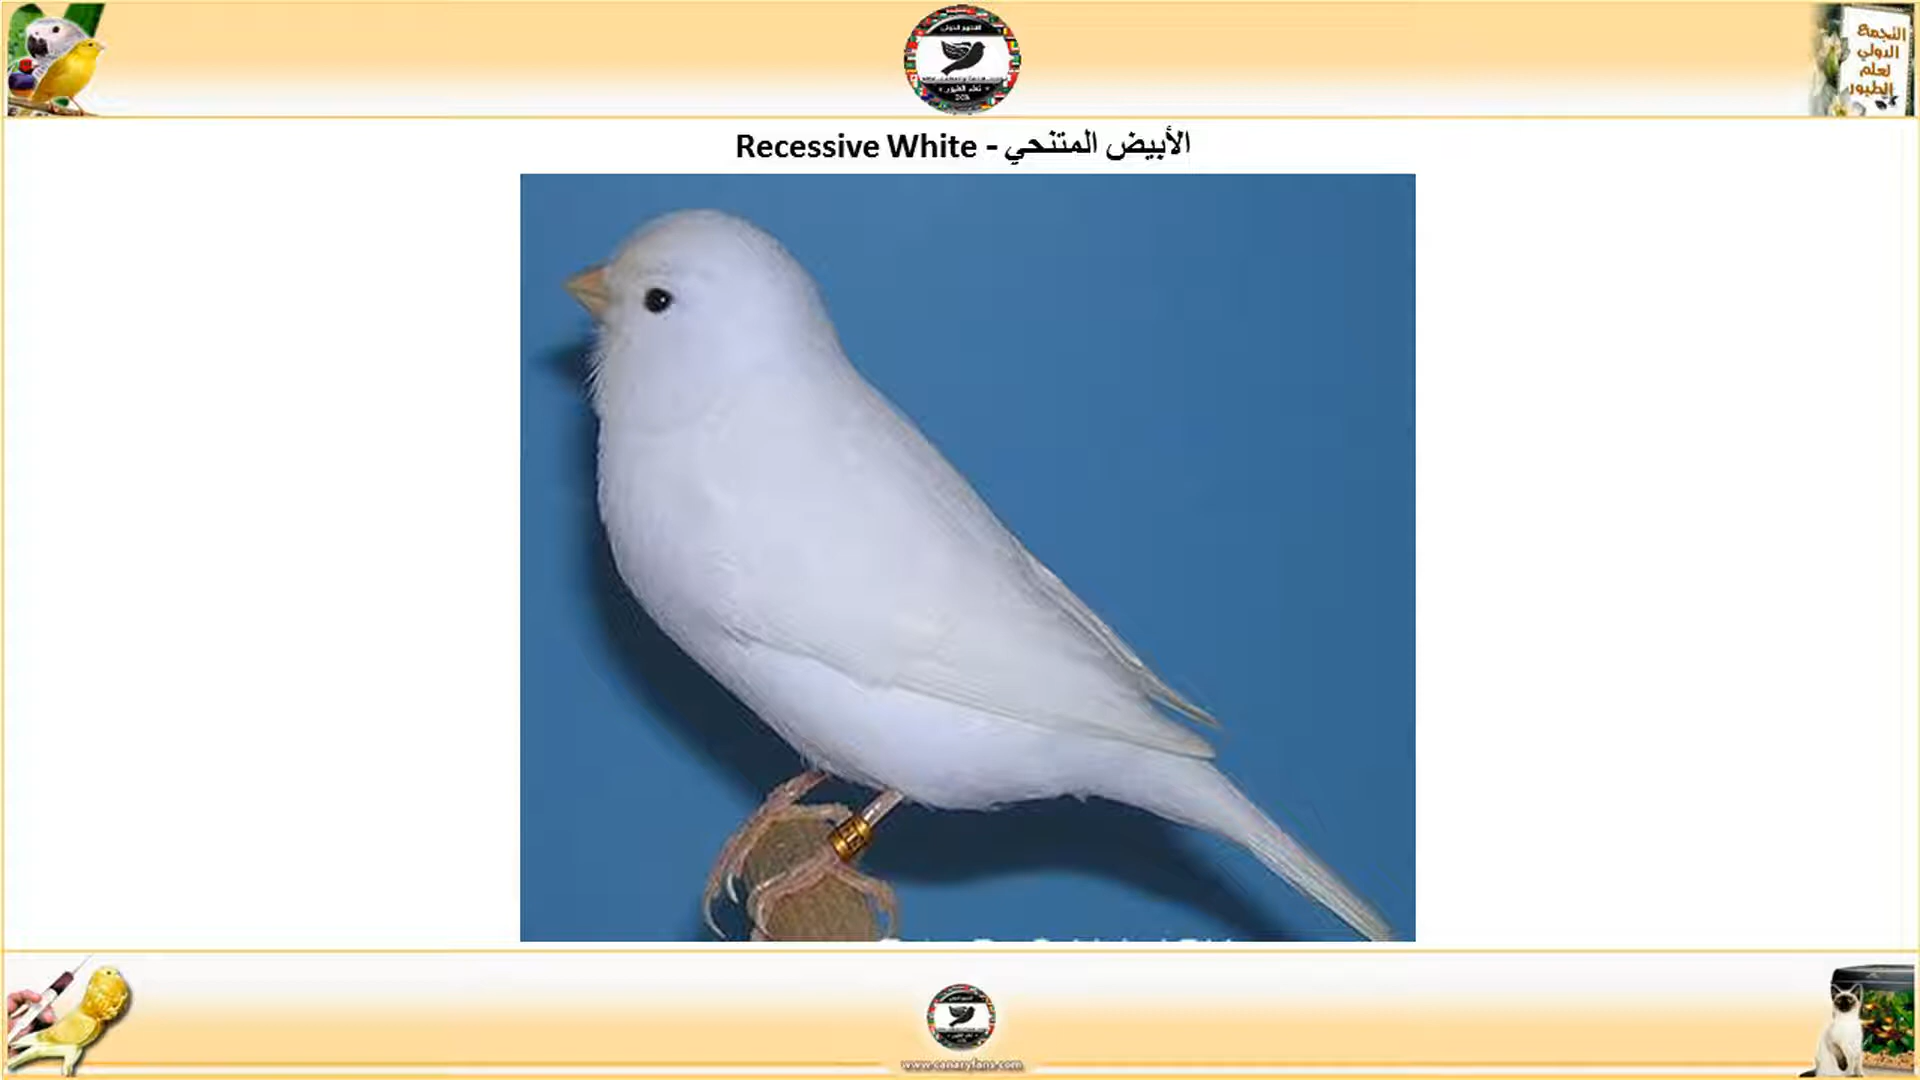 التجمع
الدولي
لعلم
الطيور
Recessive White - الأبيض المتنحي
www.canaryfans.com